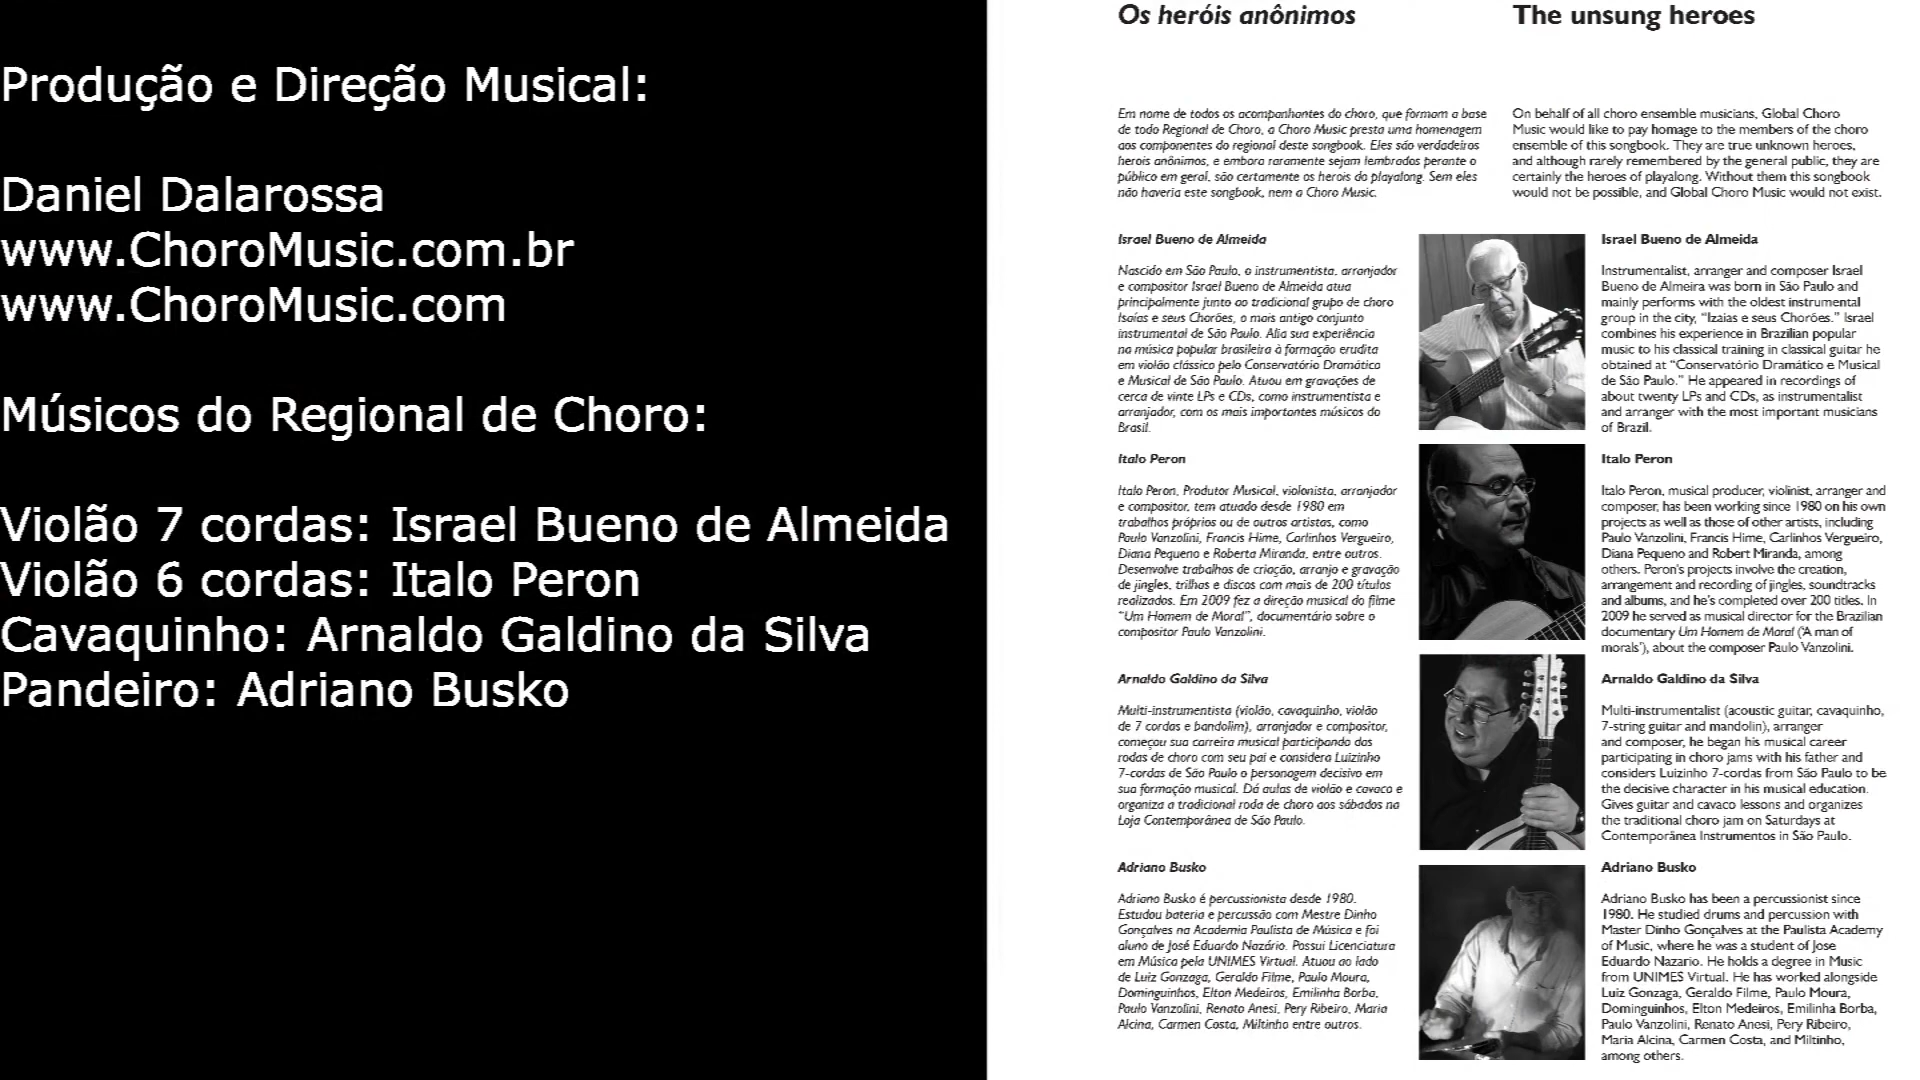 Produção e Direção Musical:
Daniel Dalarossa
www.ChoroMusic.com.br
www.ChoroMusic.com
Músicos do Regional de Choro:
Violão 7 cordas: Israel Bueno de Almeida
Violão 6 cordas: Italo Peron
Cavaquinho: Arnaldo Galdino da Silva
Pandeiro: Adriano Busko
Os heróis anônimos
Em nome de todos os acompanhantes do choro, que formam a base
de todo Regional de Choro, a Choro Music presta uma homenagem
aos componentes do regional deste songbook. Eles são verdadeiros
herois anônimos, e embora raramente sejam lembrados perante o
público em geral, são certamente os herois do playalong. Sem eles
não haveria este songbook, nem a Choro Music.
Israel Bueno de Almeida
Nascido em São Paulo, o instrumentista, arranjador
e compositor Israel Bueno de Almeida atua
principalmente junto ao tradicional grupo de choro
Isaías e seus Chorões, o mais antigo conjunto
instrumental de São Paulo. Alia sua experiência
na música popular brasileira à formação erudita
em violão clássico pelo Conservatório Dramático
e Musical de São Paulo. Atuou em gravações de
cerca de vinte LPs e CDs, como instrumentista e
arranjador, com os mais importantes músicos do
Brasil.
Italo Peron
Italo Peron, Produtor Musical, violonista, arranjador
e compositor, tem atuado desde 1980 em
trabalhos próprios ou de outros artistas, como
Paulo Vanzolini, Francis Hime, Carlinhos Vergueiro,
Diana Pequeno e Roberta Miranda, entre outros.
Desenvolve trabalhos de criação, arranjo e gravação
de jingles, trilhas e discos com mais de 200 títulos
realizados. Em 2009 fez a direção musical do filme
"Um Homem de Moral", documentário sobre o
compositor Paulo Vanzolini.
Arnaldo Galdino da Silva
Multi-instrumentista (violão, cavaquinho, violão
de 7 cordas e bandolim), arranjador e compositor,
começou sua carreira musical participando das
rodas de choro com seu pai e considera Luizinho
7-cordas de São Paulo o personagem decisivo em
sua formação musical. Dá aulas de violão e cavaco e
organiza a tradicional roda de choro aos sábados na
Loja Contemporânea de São Paulo.
Adriano Busko
Adriano Busko é percussionista desde 1980.
Estudou bateria e percussão com Mestre Dinho
Gonçalves na Academia Paulista de Música e foi
aluno de José Eduardo Nazário. Possui Licenciatura
em Música pela UNIMES Virtual. Atuou ao lado
de Luiz Gonzaga, Geraldo Filme, Paulo Moura,
Dominguinhos, Elton Medeiros, Emilinha Borba,
Paulo Vanzolini, Renato Anesi, Pery Ribeiro, Maria
Alcina, Carmen Costa, Miltinho entre outros.
The unsung heroes
On behalf of all choro ensemble musicians, Global Choro
Music would like to pay homage to the members of the choro
ensemble of this songbook. They are true unknown heroes,
and although rarely remembered by the general public, they are
certainly the heroes of playalong. Without them this songbook
would not be possible, and Global Choro Music would not exist.
Israel Bueno de Almeida
Instrumentalist, arranger and composer Israel
Bueno de Almeira was born in São Paulo and
mainly performs with the oldest instrumental
group in the city, "Izaias e seus Chorões." Israel
combines his experience in Brazilian popular
music to his classical training in classical guitar he
obtained at "Conservatório Dramático e Musical
de São Paulo." He appeared in recordings of
about twenty LPs and CDs, as instrumentalist
and arranger with the most important musicians
of Brazil.
Italo Peron
Italo Peron, musical producer, violinist, arranger and
composer, has been working since 1980 on his own
projects as well as those of other artists, including
Paulo Vanzolini, Francis Hime, Carlinhos Vergueiro,
Diana Pequeno and Robert Miranda, among
others. Peron's projects involve the creation,
arrangement and recording of jingles, soundtracks
and albums, and he's completed over 200 titles. In
2009 he served as musical director for the Brazilian
documentary Um Homem de Moral ('A man of
morals'), about the composer Paulo Vanzolini.
Arnaldo Galdino da Silva
Multi-instrumentalist (acoustic guitar, cavaquinho,
7-string guitar and mandolin), arranger
and composer, he began his musical career
participating in choro jams with his father and
considers Luizinho 7-cordas from São Paulo to be
the decisive character in his musical education.
Gives guitar and cavaco lessons and organizes
the traditional choro jam on Saturdays at
Contemporânea Instrumentos in São Paulo.
Adriano Busko
Adriano Busko has been a percussionist since
1980. He studied drums and percussion with
Master Dinho Gonçalves at the Paulista Academy
of Music, where he was a student of Jose
Eduardo Nazario. He holds a degree in Music
from UNIMES Virtual. He has worked alongside
Luiz Gonzaga, Geraldo Filme, Paulo Moura,
Dominguinhos, Elton Medeiros, Emilinha Borba,
Paulo Vanzolini, Renato Anesi, Pery Ribeiro,
Maria Alcina, Carmen Costa, and Miltinho,
among others.